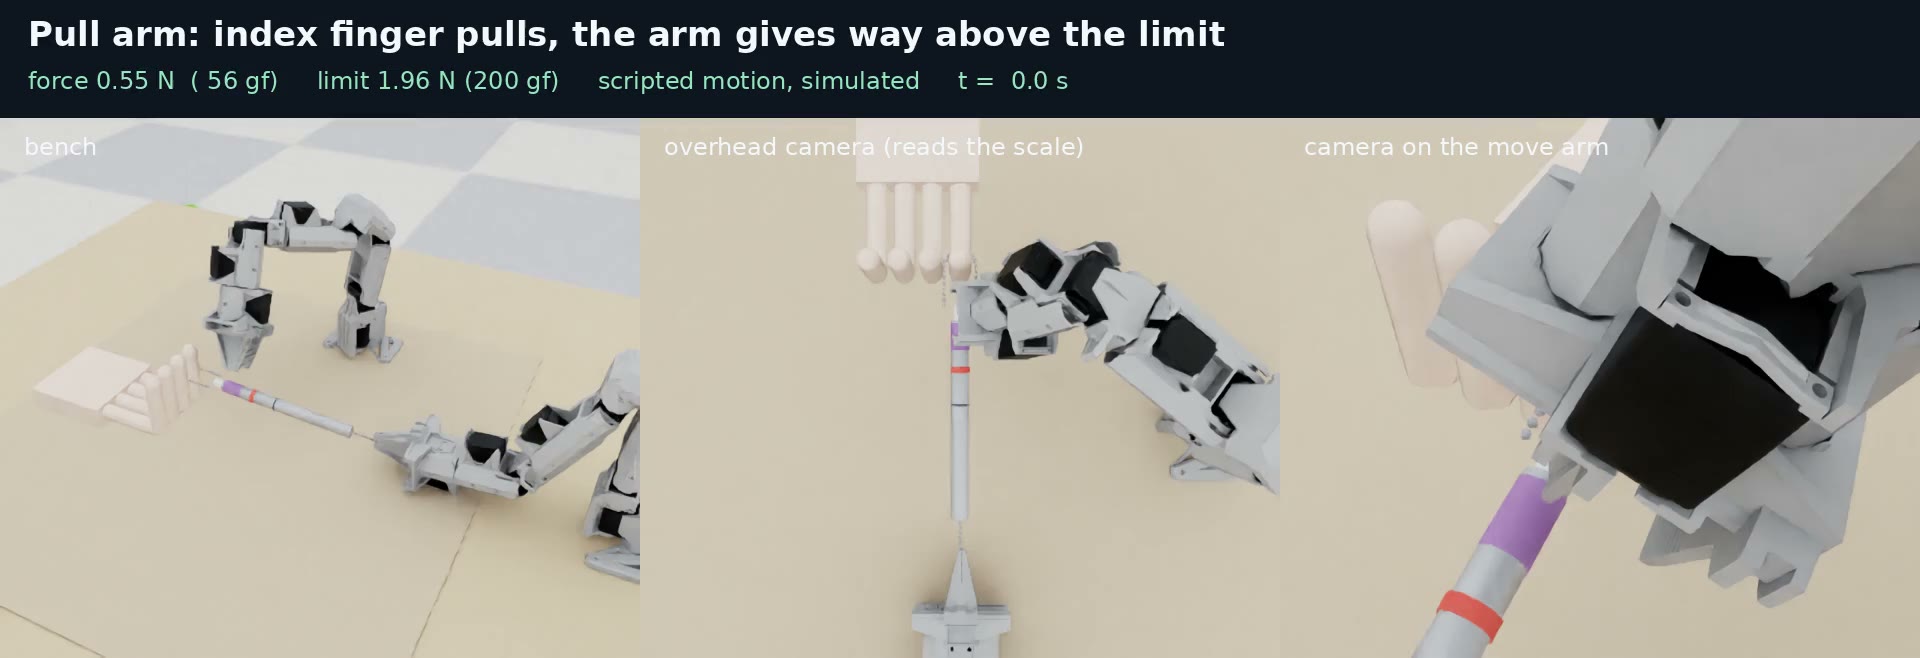 Pull arm: index finger pulls, the arm gives way above the limit
force 0.55 N  ( 56 gf)     limit 1.96 N (200 gf)     scripted motion, simulated     t =  0.0 s
bench
overhead camera (reads the scale)
camera on the move arm